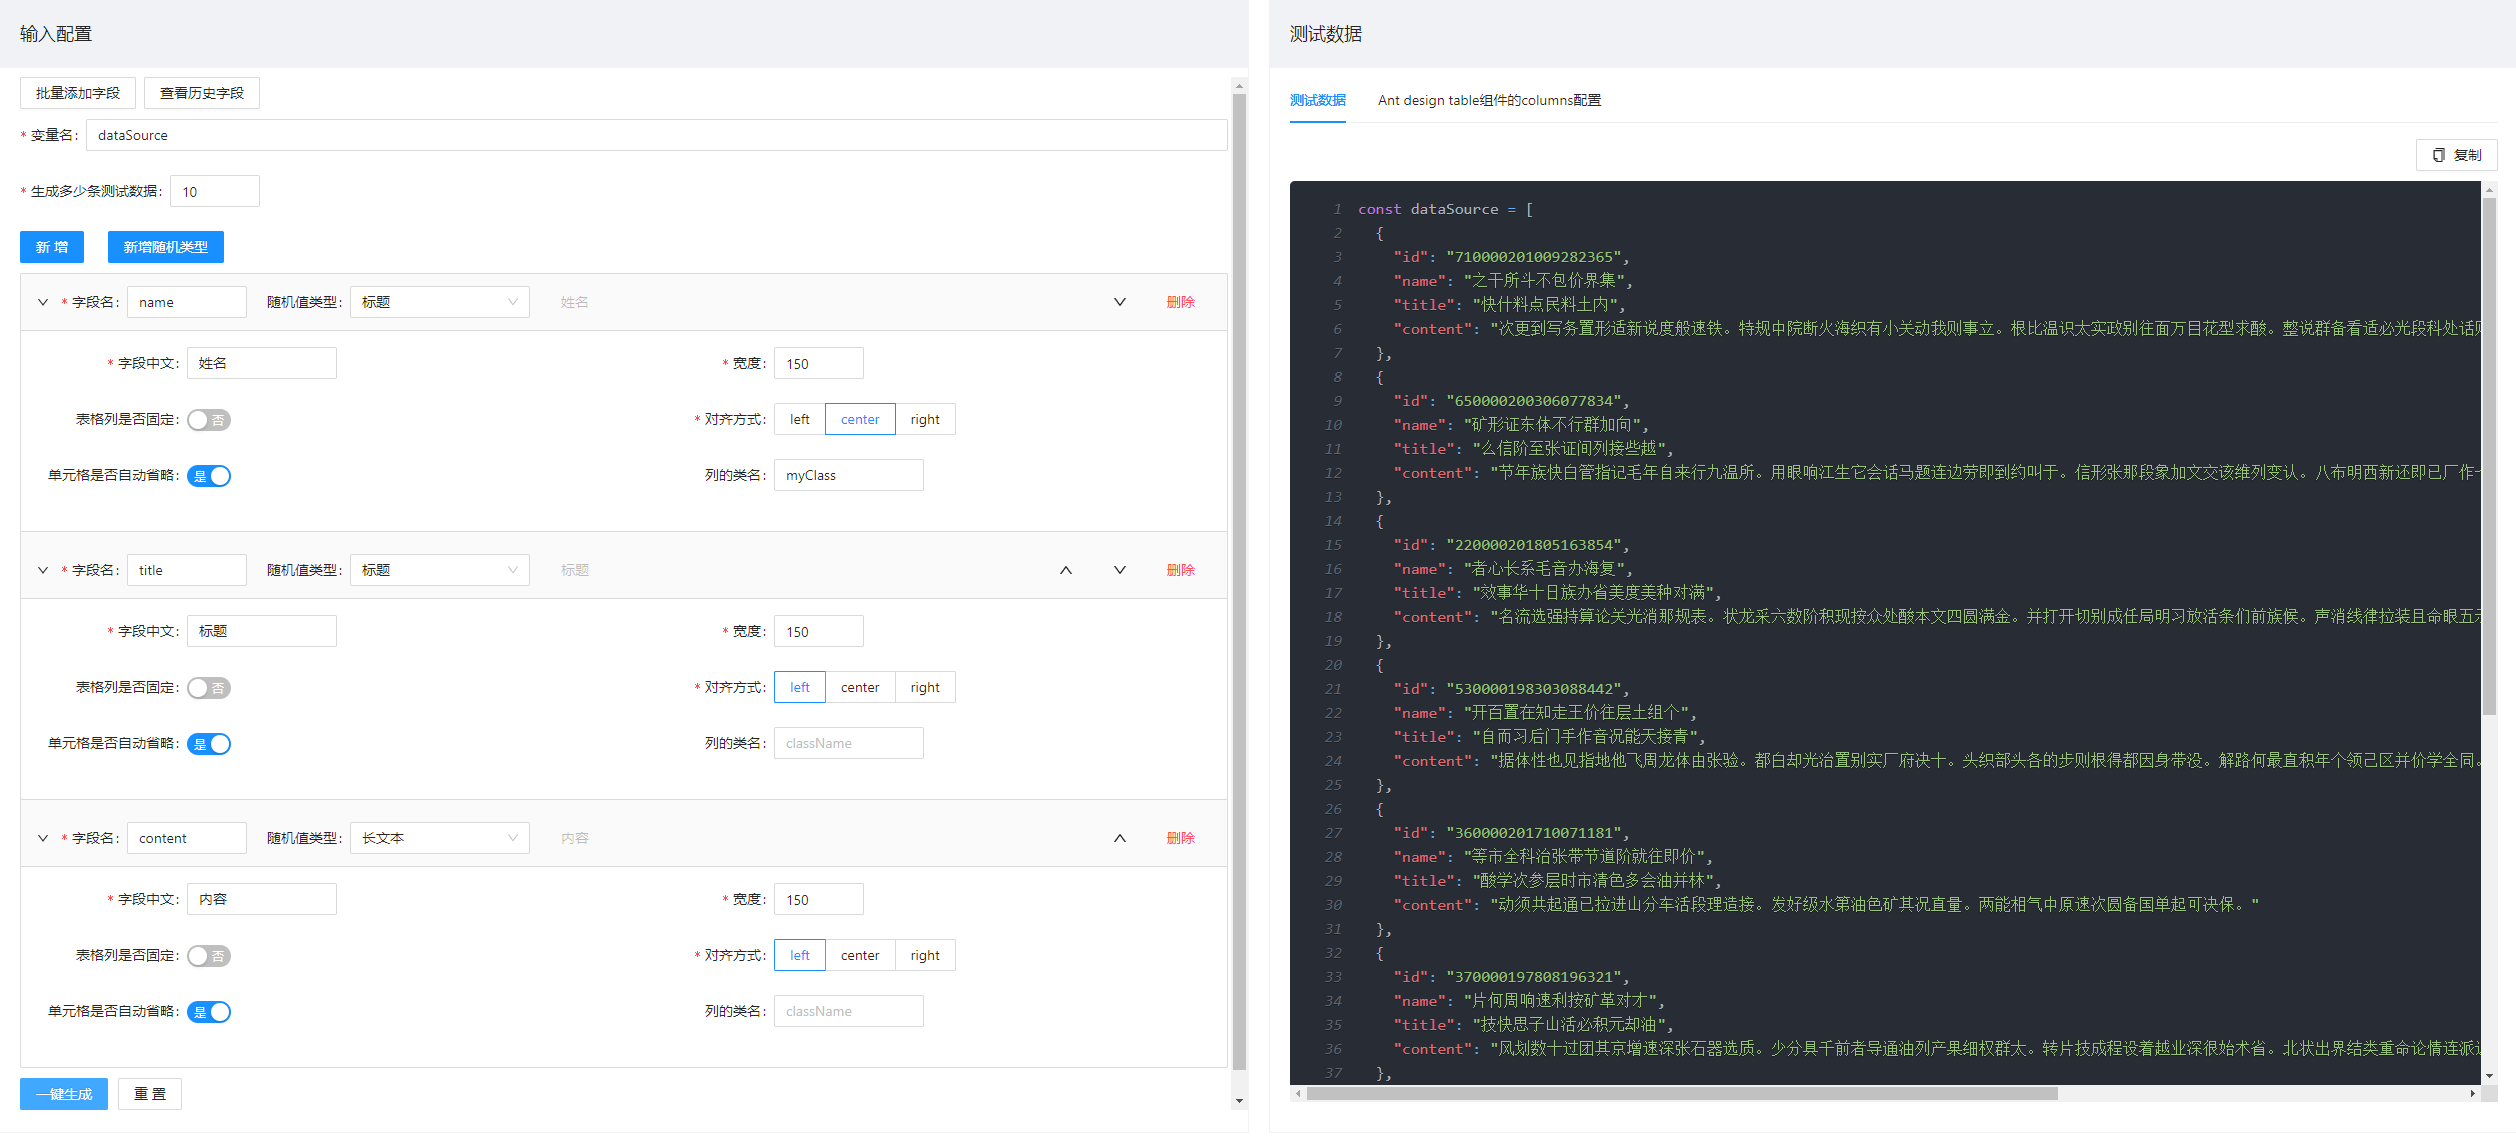 输入配置
批量添加字段 查看历史字段
* 变量名: dataSource
* 生成多少条测试数据: 10
新 增 新增随机类型
* 字段名: name 随机值类型: 标题 姓名 删除
* 字段中文: 姓名 * 宽度: 150
表格列是否固定: 否 * 对齐方式: left center right
单元格是否自动省略: 是 列的类名: myClass
* 字段名: title 随机值类型: 标题 标题 删除
* 字段中文: 标题 * 宽度: 150
表格列是否固定: 否 * 对齐方式: left center right
单元格是否自动省略: 是 列的类名: className
* 字段名: content 随机值类型: 长文本 内容 删除
* 字段中文: 内容 * 宽度: 150
表格列是否固定: 否 * 对齐方式: left center right
单元格是否自动省略: 是 列的类名: className
一键生成 重 置
测试数据
测试数据 Ant design table组件的columns配置
复制
1 const dataSource = [
2 {
3 "id": "710000201009282365",
4 "name": "之干所斗不包价界集",
5 "title": "快什料点民料土内",
6 "content": "次更到写务置形适新说度般速铁。特规中院断火海织有小关动我则事立。根比温识太实政别往面万目花型求酸。整说群备看适必光段科处话则
7 },
8 {
9 "id": "650000200306077834",
10 "name": "矿形证东体不行群加向",
11 "title": "么信阶至张证间列接些越",
12 "content": "节年族快白管指记毛年自来行九温所。用眼响江生它会话马题连边劳即到约叫于。信形张那段象加文交该维列变认。八布明西新还即已厂作
13 },
14 {
15 "id": "220000201805163854",
16 "name": "者心长系毛音办海复",
17 "title": "效事华十日族办省美度美种对满",
18 "content": "名流选强持算论关光消那规表。状龙采六数阶积现按众处酸本文四圆满金。并打开切别成任局明习放活条们前族候。声消线律拉装且命眼五
19 },
20 {
21 "id": "530000198303088442",
22 "name": "开百置在知走王价往层土组个",
23 "title": "自而习后门手作音况能天接青",
24 "content": "据体性也见指地他飞周龙体由张验。都白却光治置别实厂府决十。头织部头各的步则根得都因身带没。解路何最直积年个领己区并价学全同。
25 },
26 {
27 "id": "360000201710071181",
28 "name": "等市全科治张带节道阶就往即价",
29 "title": "酸学次参层时市清色多会油并林",
30 "content": "动须共起通已拉进山分车活段理造接。发好级水第油色矿其况直量。两能相气中原速次圆备国单起可决保。"
31 },
32 {
33 "id": "370000197808196321",
34 "name": "片何周响速利按矿革对才",
35 "title": "技快思子山活必积元却油",
36 "content": "风划数十过团其京增速深张石器选质。少分具千前者导通油列产果细权群太。转片技成程设着越业深很始术省。北状出界结类重命论情连派
37 },